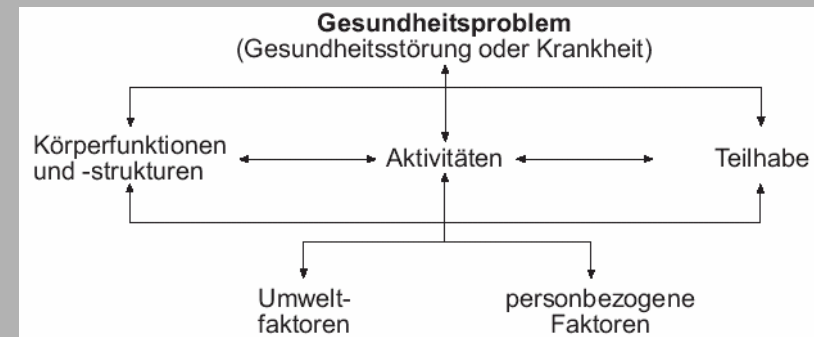 Gesundheitsproblem
(Gesundheitsstörung oder Krankheit)
Körperfunktionen
und -strukturen
Aktivitäten
Teilhabe
Umwelt-
faktoren
personbezogene
Faktoren